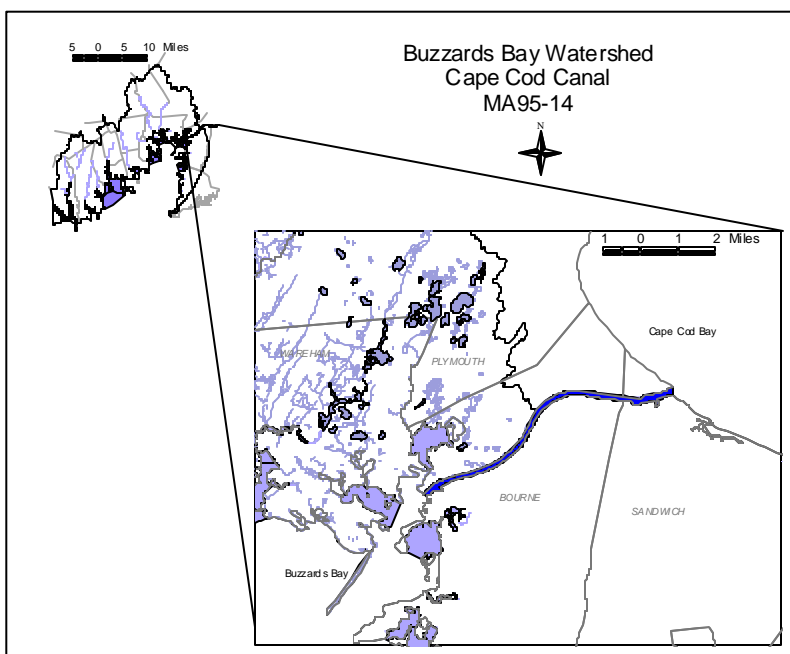 Buzzards Bay Watershed
Cape Cod Canal
MA95-14
5 0 5 10 Miles
N
1 0 1 2 Miles
Cape Cod Bay
WAREHAM
PLYMOUTH
BOURNE
SANDWICH
Buzzards Bay